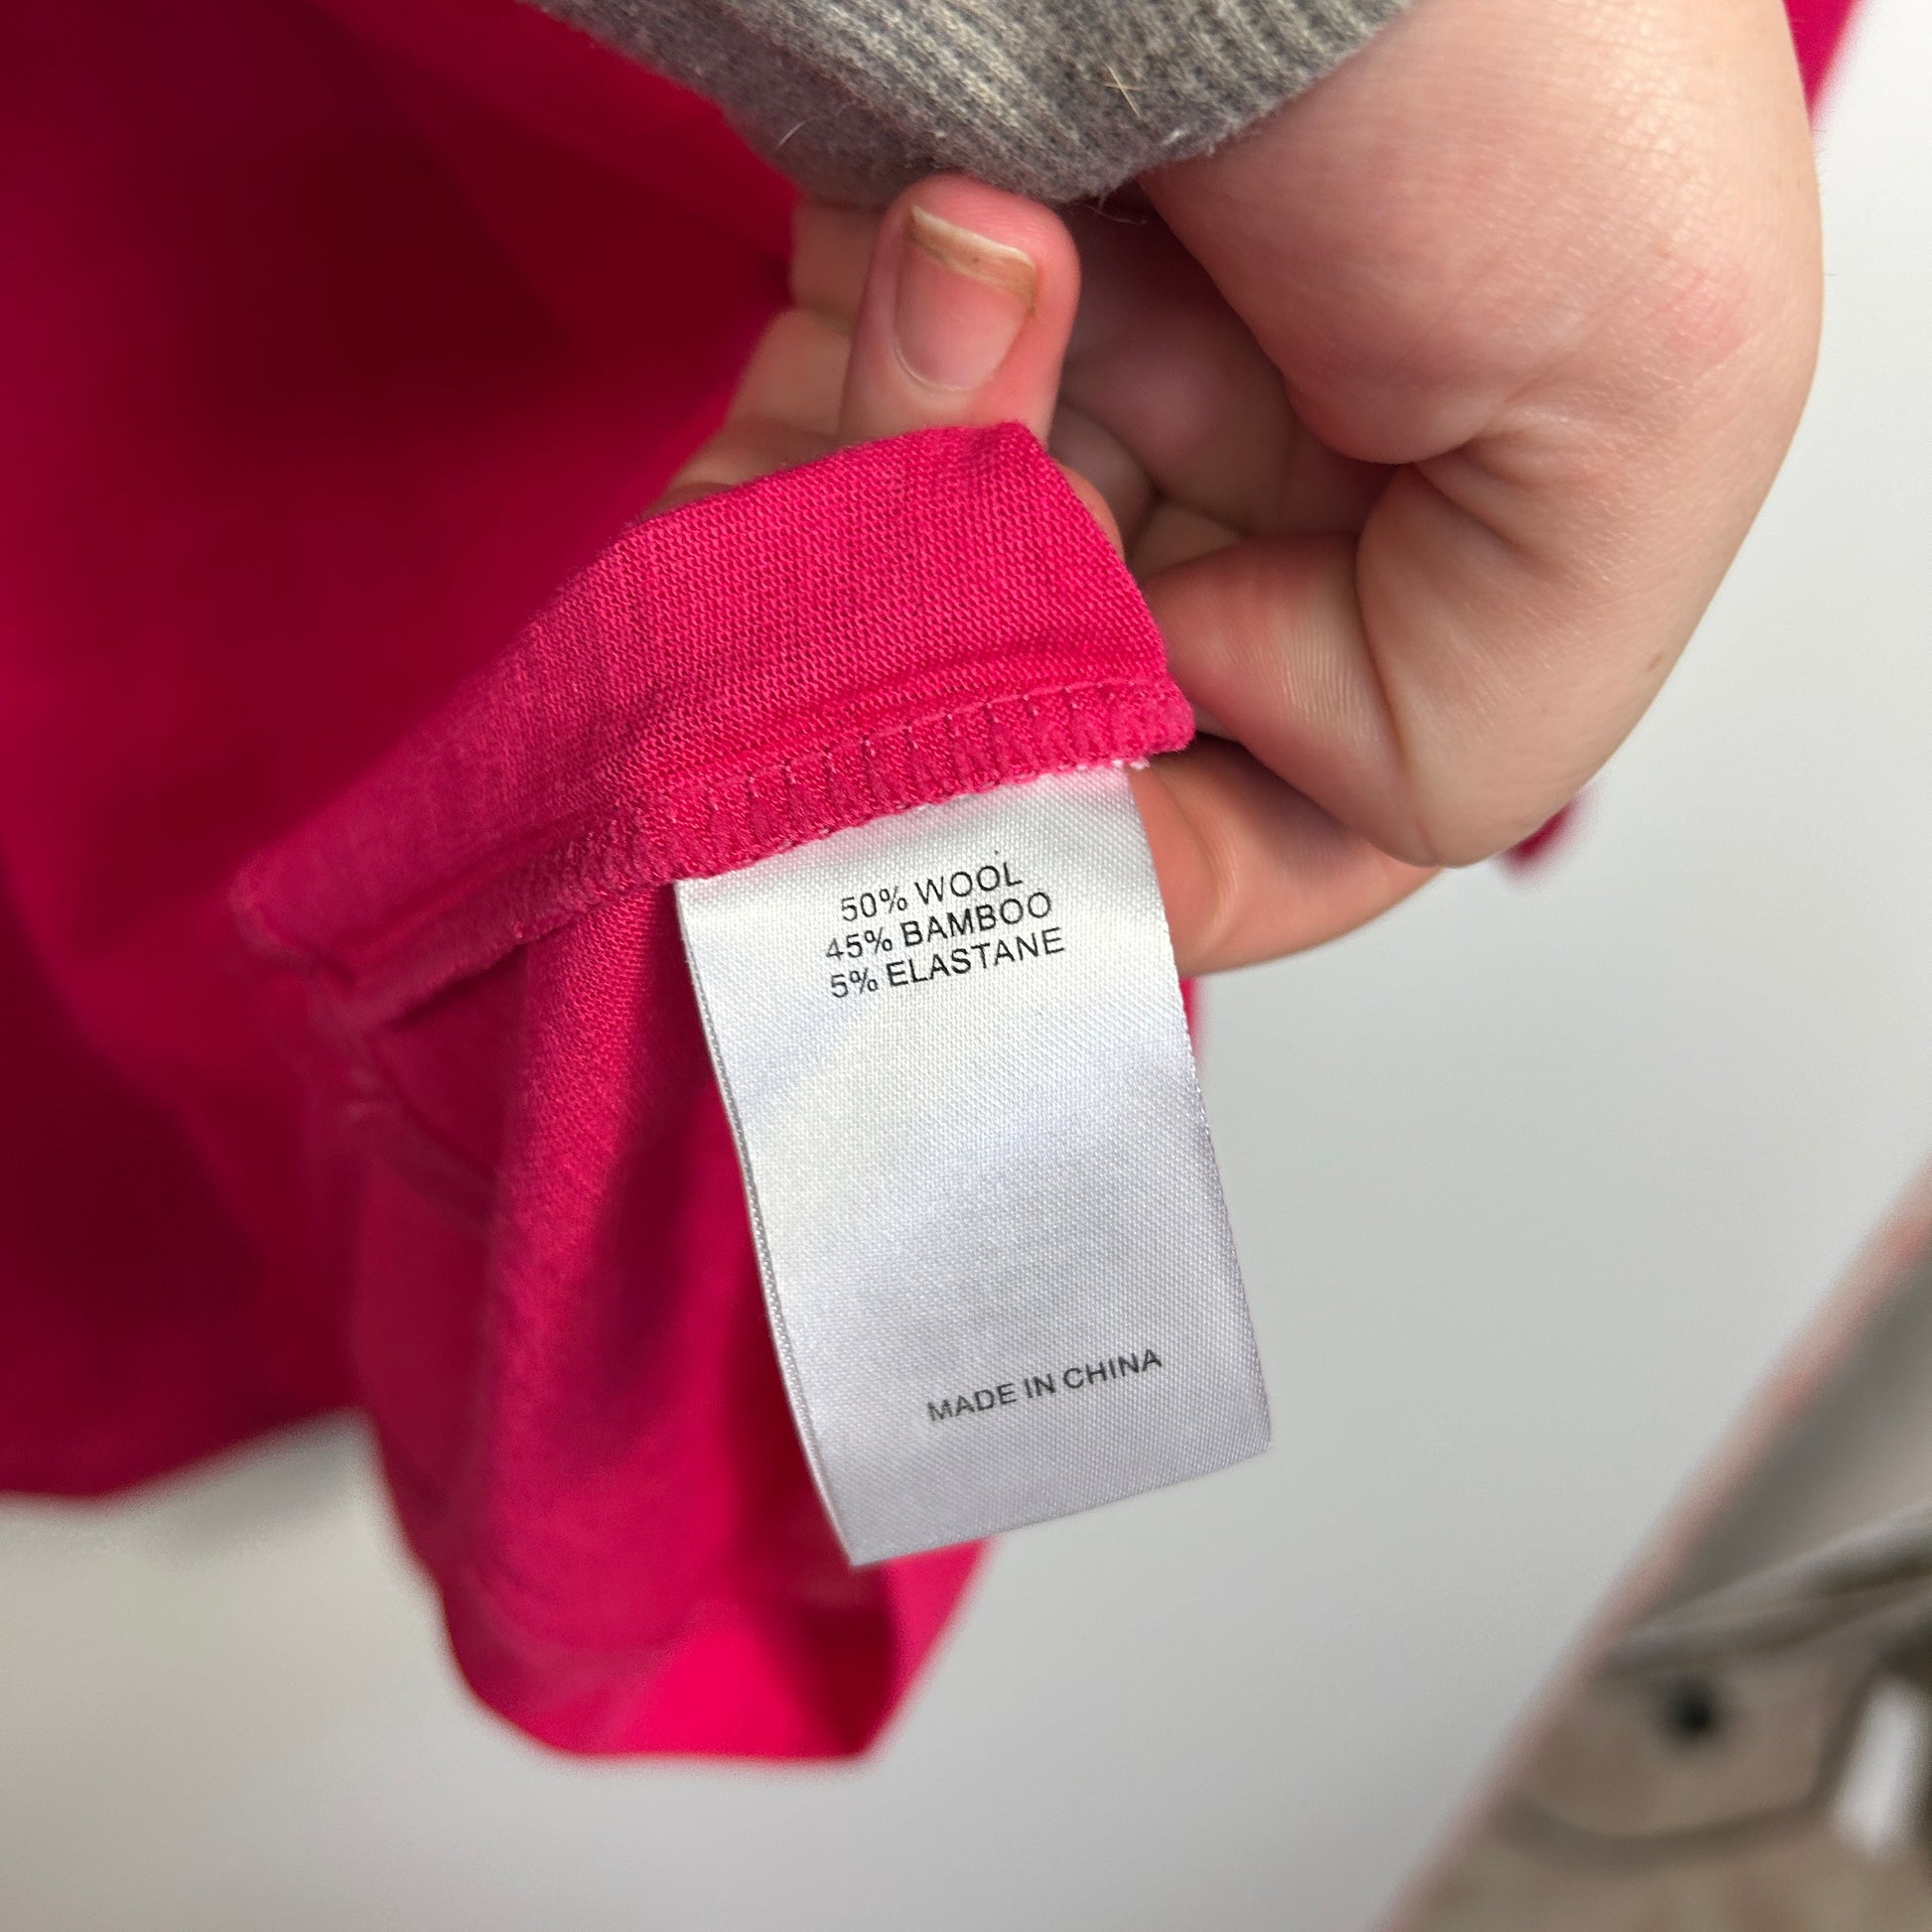 50% WOOL
45% BAMBOO
5% ELASTANE
MADE IN CHINA